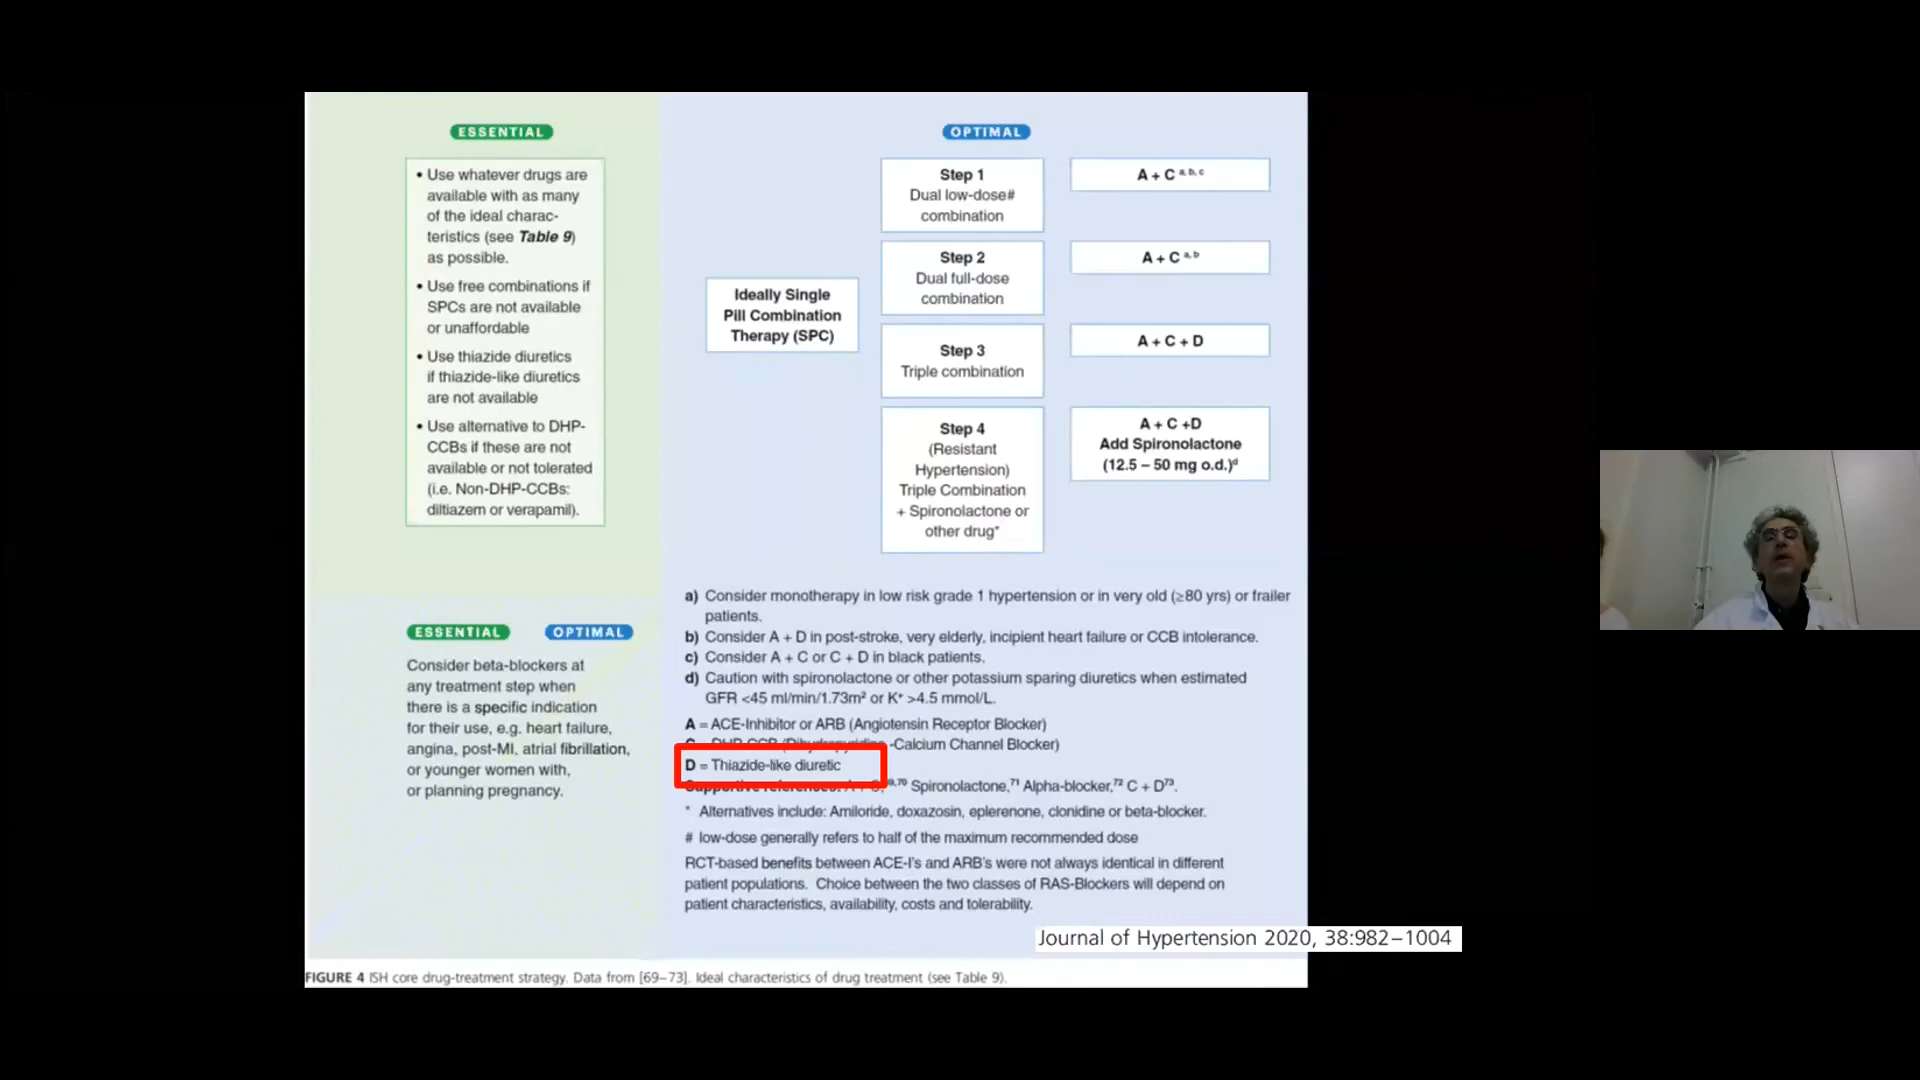 ESSENTIAL
• Use whatever drugs are
available with as many
of the ideal charac-
teristics (see Table 9)
as possible.
• Use free combinations if
SPCs are not available
or unaffordable
• Use thiazide diuretics
if thiazide-like diuretics
are not available
• Use alternative to DHP-
CCBs if these are not
available or not tolerated
(i.e. Non-DHP-CCBs:
diltiazem or verapamil).
ESSENTIAL OPTIMAL
Consider beta-blockers at
any treatment step when
there is a specific indication
for their use, e.g. heart failure,
angina, post-MI, atrial fibrillation,
or younger women with,
or planning pregnancy.
OPTIMAL
Ideally Single
Pill Combination
Therapy (SPC)
Step 1
Dual low-dose#
combination
A + C a, b, c
Step 2
Dual full-dose
combination
A + C a, b
Step 3
Triple combination
A + C + D
Step 4
(Resistant
Hypertension)
Triple Combination
+ Spironolactone or
other drug*
A + C +D
Add Spironolactone
(12.5 – 50 mg o.d.)d
a) Consider monotherapy in low risk grade 1 hypertension or in very old (≥80 yrs) or frailer
patients.
b) Consider A + D in post-stroke, very elderly, incipient heart failure or CCB intolerance.
c) Consider A + C or C + D in black patients.
d) Caution with spironolactone or other potassium sparing diuretics when estimated
GFR <45 ml/min/1.73m² or K⁺ >4.5 mmol/L.
A = ACE-Inhibitor or ARB (Angiotensin Receptor Blocker)
C = DHP-CCB (Dihydropyridine -Calcium Channel Blocker)
D = Thiazide-like diuretic
Supportive references: A + C,69,70 Spironolactone,71 Alpha-blocker,72 C + D73.
* Alternatives include: Amiloride, doxazosin, eplerenone, clonidine or beta-blocker.
# low-dose generally refers to half of the maximum recommended dose
RCT-based benefits between ACE-I's and ARB's were not always identical in different
patient populations. Choice between the two classes of RAS-Blockers will depend on
patient characteristics, availability, costs and tolerability.
Journal of Hypertension 2020, 38:982–1004
FIGURE 4 ISH core drug-treatment strategy. Data from [69–73]. Ideal characteristics of drug treatment (see Table 9).